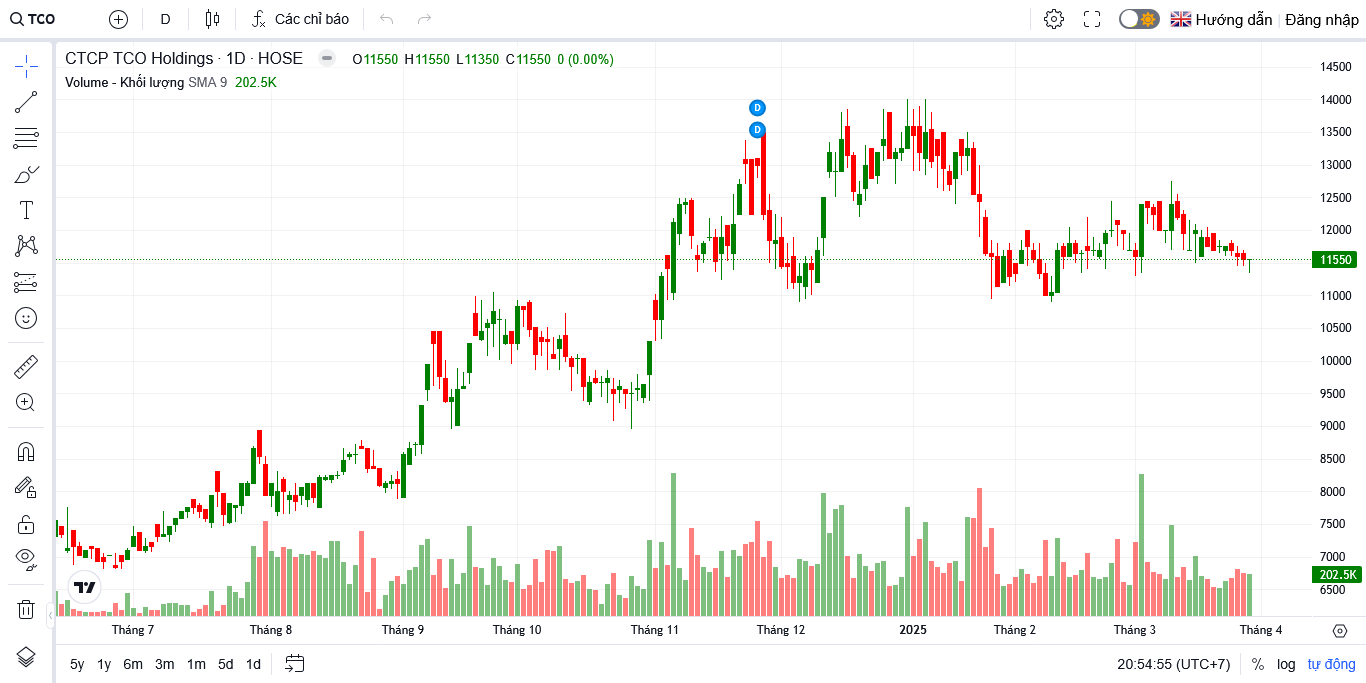 TCO D Các chỉ báo Hướng dẫn Đăng nhập
CTCP TCO Holdings · 1D · HOSE O11550 H11550 L11350 C11550 0 (0.00%)
Volume - Khối lượng SMA 9 202.5K
D
D
14500
14000
13500
13000
12500
12000
11550
11000
10500
10000
9500
9000
8500
8000
7500
7000
202.5K
6500
Tháng 7 Tháng 8 Tháng 9 Tháng 10 Tháng 11 Tháng 12 2025 Tháng 2 Tháng 3 Tháng 4
5y 1y 6m 3m 1m 5d 1d 20:54:55 (UTC+7) % log tự động